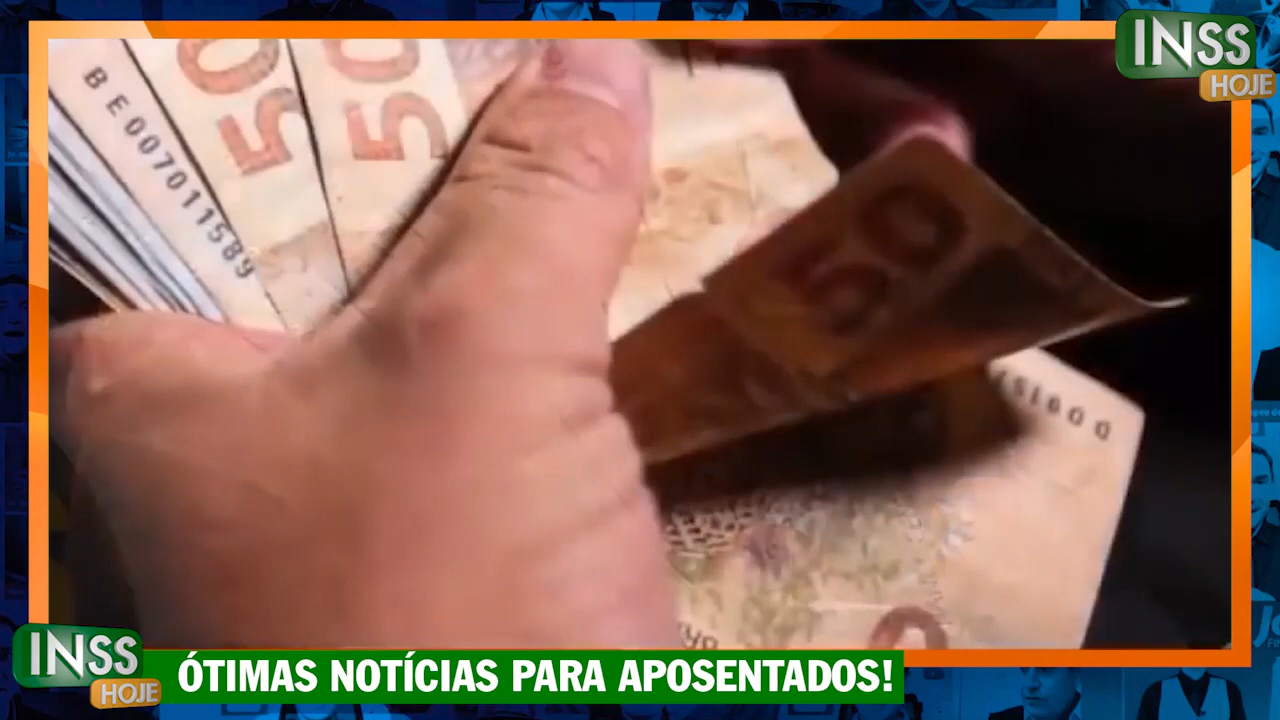 INSS
HOJE
50
50
BE007011589
50
INSS
HOJE
ÓTIMAS NOTÍCIAS PARA APOSENTADOS!